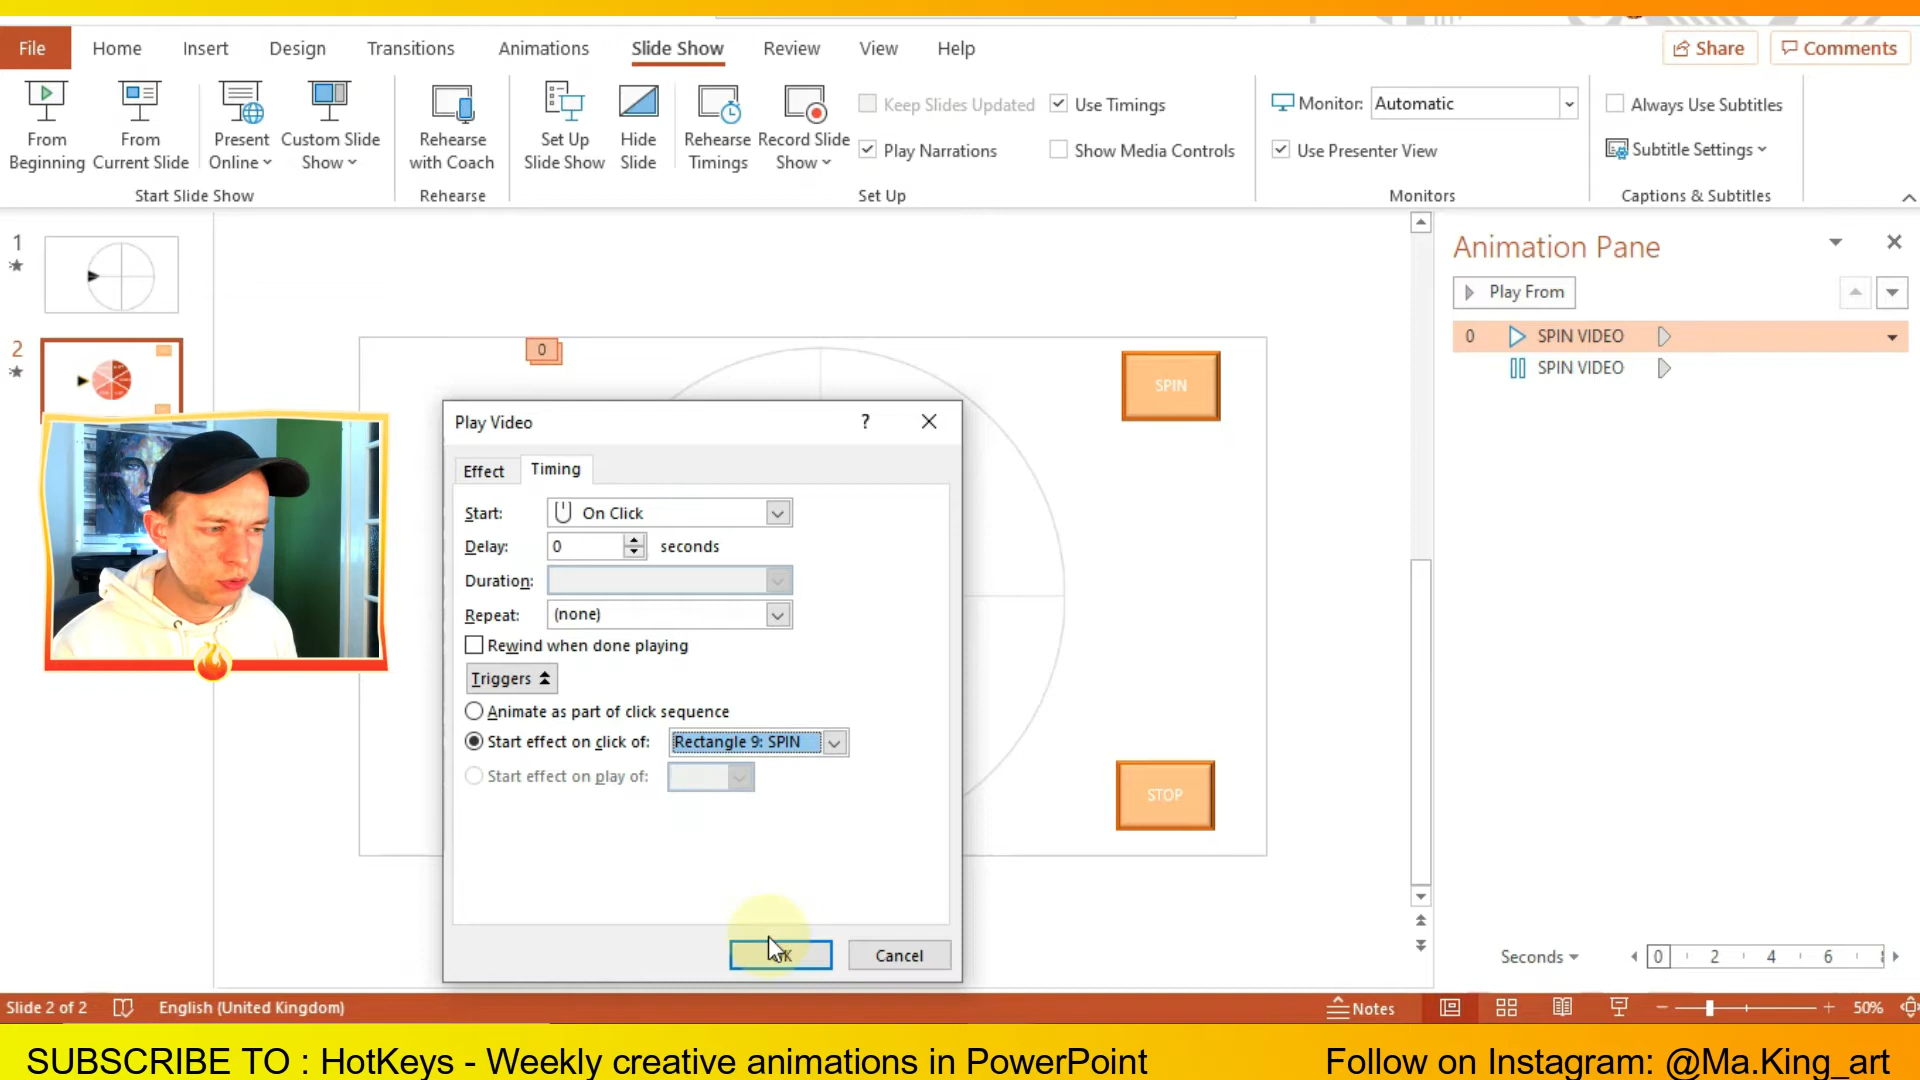 File Home Insert Design Transitions Animations Slide Show Review View Help Share Comments
From Beginning
From Current Slide
Present Online
Custom Slide Show
Rehearse with Coach
Set Up Slide Show
Hide Slide
Rehearse Timings
Record Slide Show
Keep Slides Updated
Play Narrations
Use Timings
Show Media Controls
Monitor: Automatic
Use Presenter View
Always Use Subtitles
Subtitle Settings
Start Slide Show Rehearse Set Up Monitors Captions & Subtitles
1
2
0
SPIN
STOP
Play Video ?
Effect Timing
Start: On Click
Delay: 0 seconds
Duration:
Repeat: (none)
Rewind when done playing
Triggers
Animate as part of click sequence
Start effect on click of: Rectangle 9: SPIN
Start effect on play of:
Cancel
Animation Pane
Play From
0 SPIN VIDEO
SPIN VIDEO
Seconds 0 2 4 6
Slide 2 of 2 English (United Kingdom) Notes 50%
SUBSCRIBE TO : HotKeys - Weekly creative animations in PowerPoint Follow on Instagram: @Ma.King_art